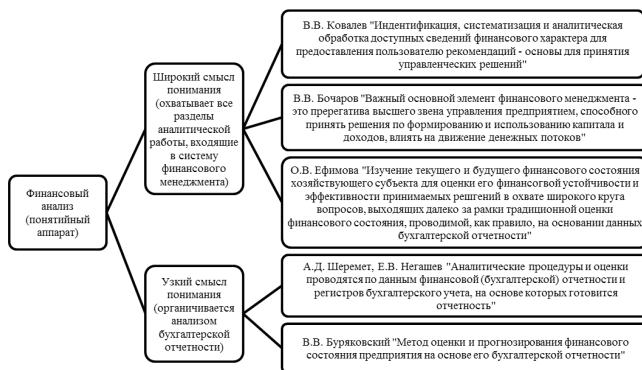 Финансовый
анализ
(понятийный
аппарат)
Широкий смысл
понимания
(охватывает все
разделы
аналитической
работы, входящие
в систему
финансового
менеджмента)
В.В. Ковалев "Индентификация, систематизация и аналитическая
обработка доступных сведений финансового характера для
предоставления пользователю рекомендаций - основы для принятия
управленческих решений"
В.В. Бочаров "Важный основной элемент финансового менеджмента -
это пререгатива высшего звена управления предприятием, способного
принять решения по формированию и использованию капитала и
доходов, влиять на движение денежных потоков"
О.В. Ефимова "Изучение текущего и будущего финансового состояния
хозяйствующего субъекта для оценки его финансогвой устойчивости и
эффективности принимаемых решгений в охвате широкого круга
вопросов, выходящих далеко за рамки традиционной оценки
финансового состояния, проводимой, как правило, на основании данных
бухгалтерской отчетности"
Узкий смысл
понимания
(органичивается
анализом
бухгалтерской
отчетности)
А.Д. Шеремет, Е.В. Негашев "Аналитические процедуры и оценки
проводятся по данным финансовой (бухгалтерской) отчетности и
регистров бухгалтерского учета, на основе которых готовится
отчетность"
В.В. Буряковский "Метод оценки и прогнозирования финансового
состояния предприятия на основе его бухгалтерской отчетности"